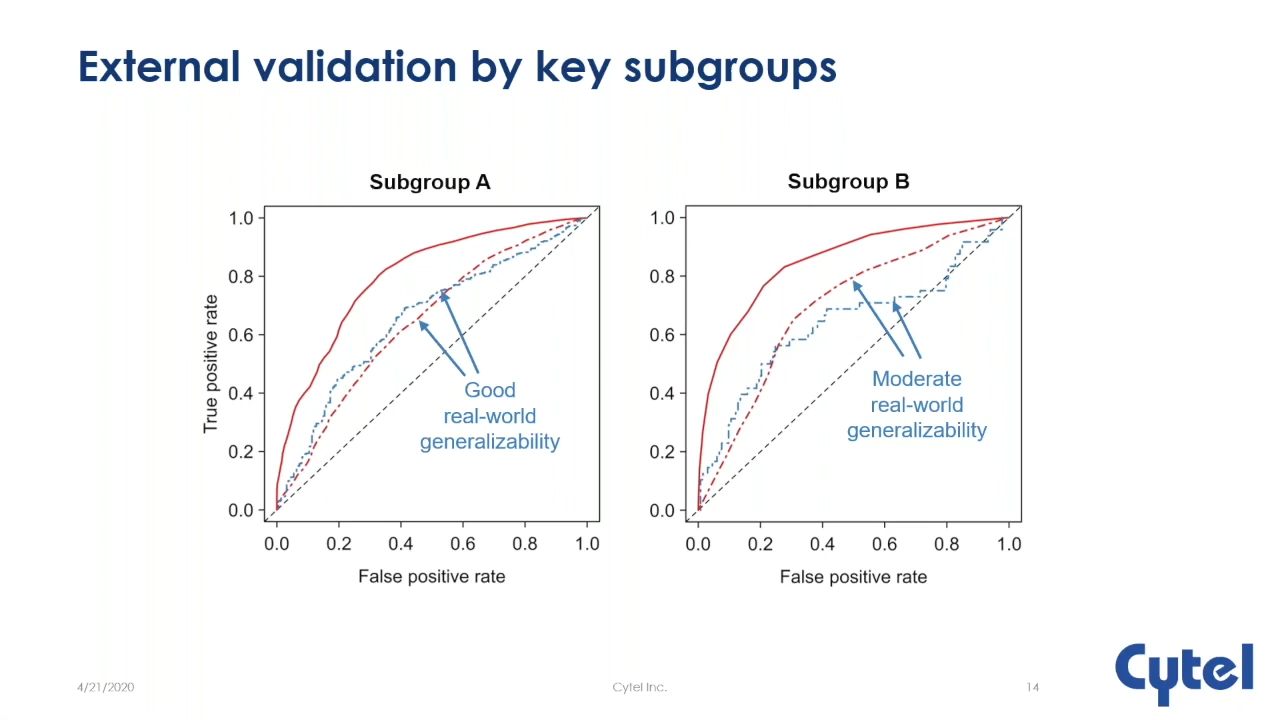 External validation by key subgroups
Subgroup A
True positive rate
1.0
0.8
0.6
0.4
0.2
0.0
Good
real-world
generalizability
0.0 0.2 0.4 0.6 0.8 1.0
False positive rate
Subgroup B
1.0
0.8
0.6
0.4
0.2
0.0
Moderate
real-world
generalizability
0.0 0.2 0.4 0.6 0.8 1.0
False positive rate
4/21/2020
Cytel Inc.
14
Cytel